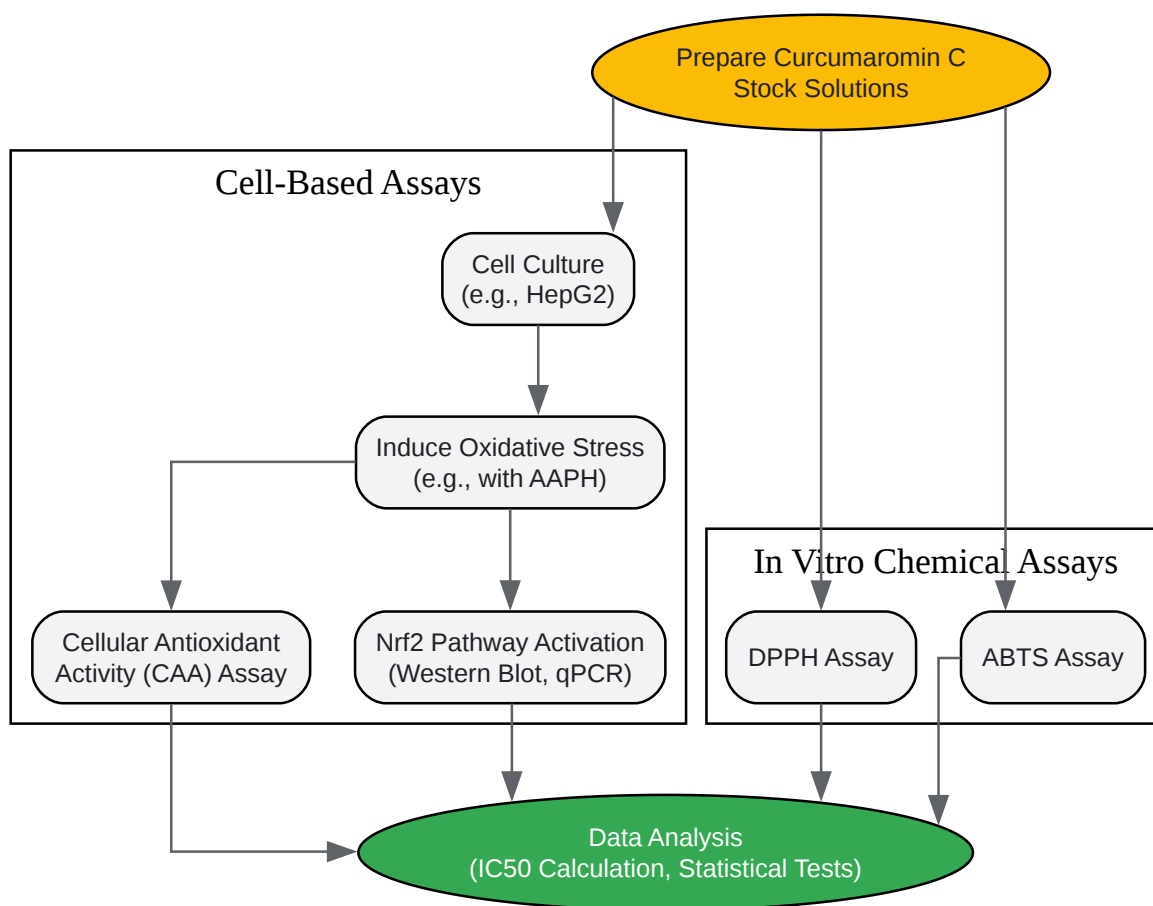 Prepare Curcumaromin C
Stock Solutions
Cell-Based Assays
Cell Culture
(e.g., HepG2)
Induce Oxidative Stress
(e.g., with AAPH)
In Vitro Chemical Assays
Cellular Antioxidant
Activity (CAA) Assay
Nrf2 Pathway Activation
(Western Blot, qPCR)
DPPH Assay
ABTS Assay
Data Analysis
(IC50 Calculation, Statistical Tests)